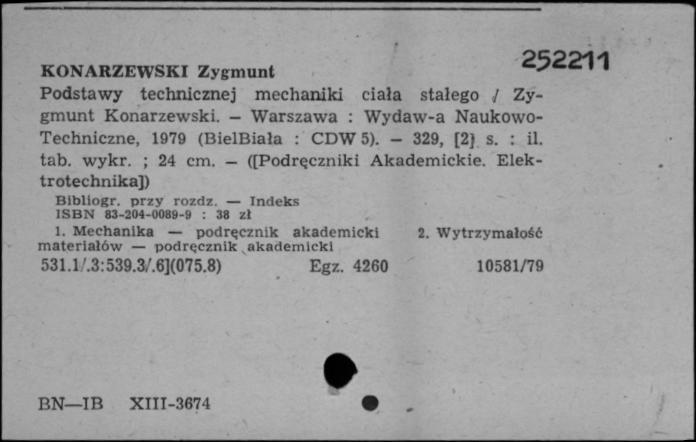 252211
KONARZEWSKI Zygmunt
Podstawy technicznej mechaniki ciała stałego / Zy-
gmunt Konarzewski. — Warszawa : Wydaw-a Naukowo-
Techniczne, 1979 (BielBiała : CDW 5). — 329, [2] s. : il.
tab. wykr. ; 24 cm. — ([Podręczniki Akademickie. Elek-
trotechnika])
Bibliogr. przy rozdz. — Indeks
ISBN 83-204-0089-9 : 38 zł
1. Mechanika — podręcznik akademicki 2. Wytrzymałość
materiałów — podręcznik akademicki
531.1/.3:539.3/.6](075.8) Egz. 4260 10581/79
BN—IB XIII-3674